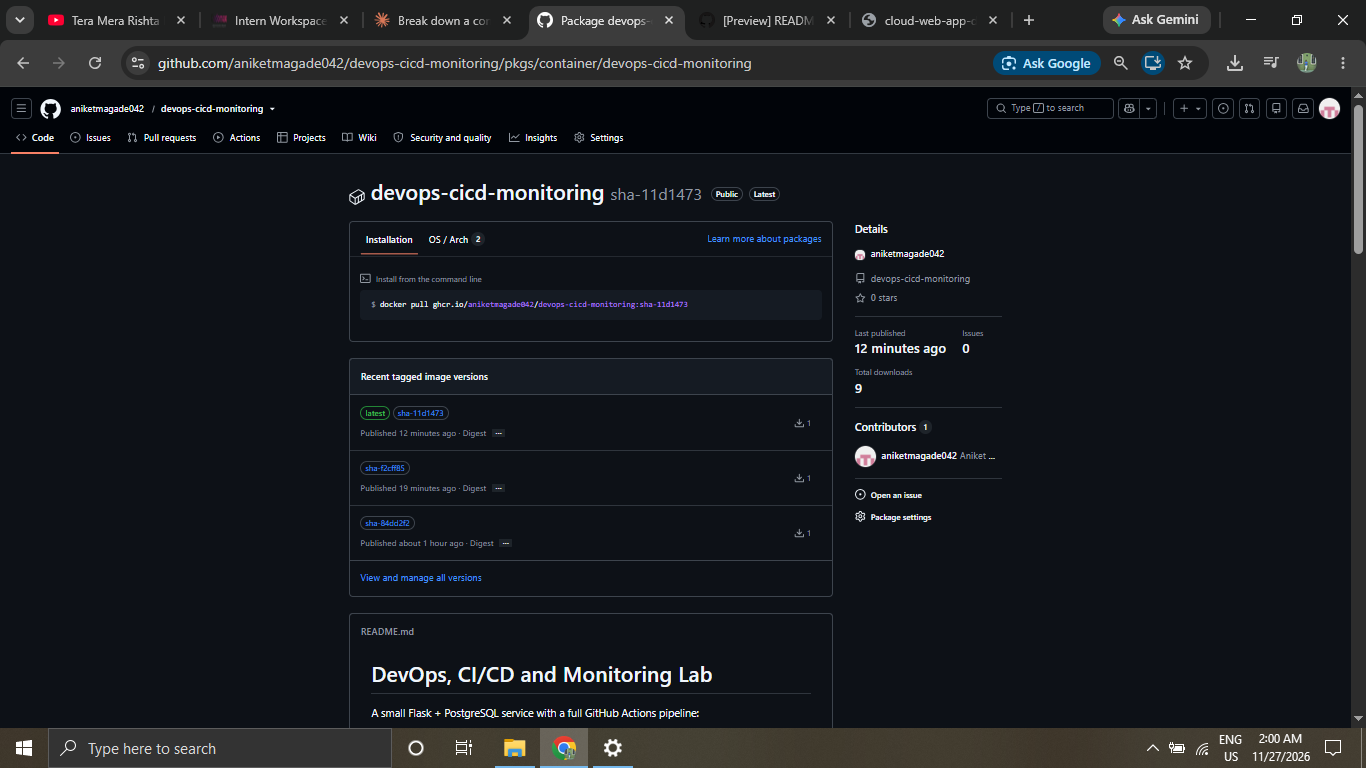 Tera Mera Rishta
Intern Workspace
Break down a cor
Package devops-
[Preview] READM
cloud-web-app-c
Ask Gemini
github.com/aniketmagade042/devops-cicd-monitoring/pkgs/container/devops-cicd-monitoring
Ask Google
aniketmagade042 / devops-cicd-monitoring
Type / to search
Code
Issues
Pull requests
Actions
Projects
Wiki
Security and quality
Insights
Settings
devops-cicd-monitoring sha-11d1473 Public Latest
Installation
OS / Arch 2
Learn more about packages
Install from the command line
$ docker pull ghcr.io/aniketmagade042/devops-cicd-monitoring:sha-11d1473
Recent tagged image versions
latest sha-11d1473
Published 12 minutes ago · Digest ...
1
sha-f2cff85
Published 19 minutes ago · Digest ...
1
sha-84dd2f2
Published about 1 hour ago · Digest ...
1
View and manage all versions
README.md
DevOps, CI/CD and Monitoring Lab
A small Flask + PostgreSQL service with a full GitHub Actions pipeline:
Details
aniketmagade042
devops-cicd-monitoring
0 stars
Last published
12 minutes ago
Issues
0
Total downloads
9
Contributors 1
aniketmagade042 Aniket ...
Open an issue
Package settings
Type here to search
ENG
US
2:00 AM
11/27/2026